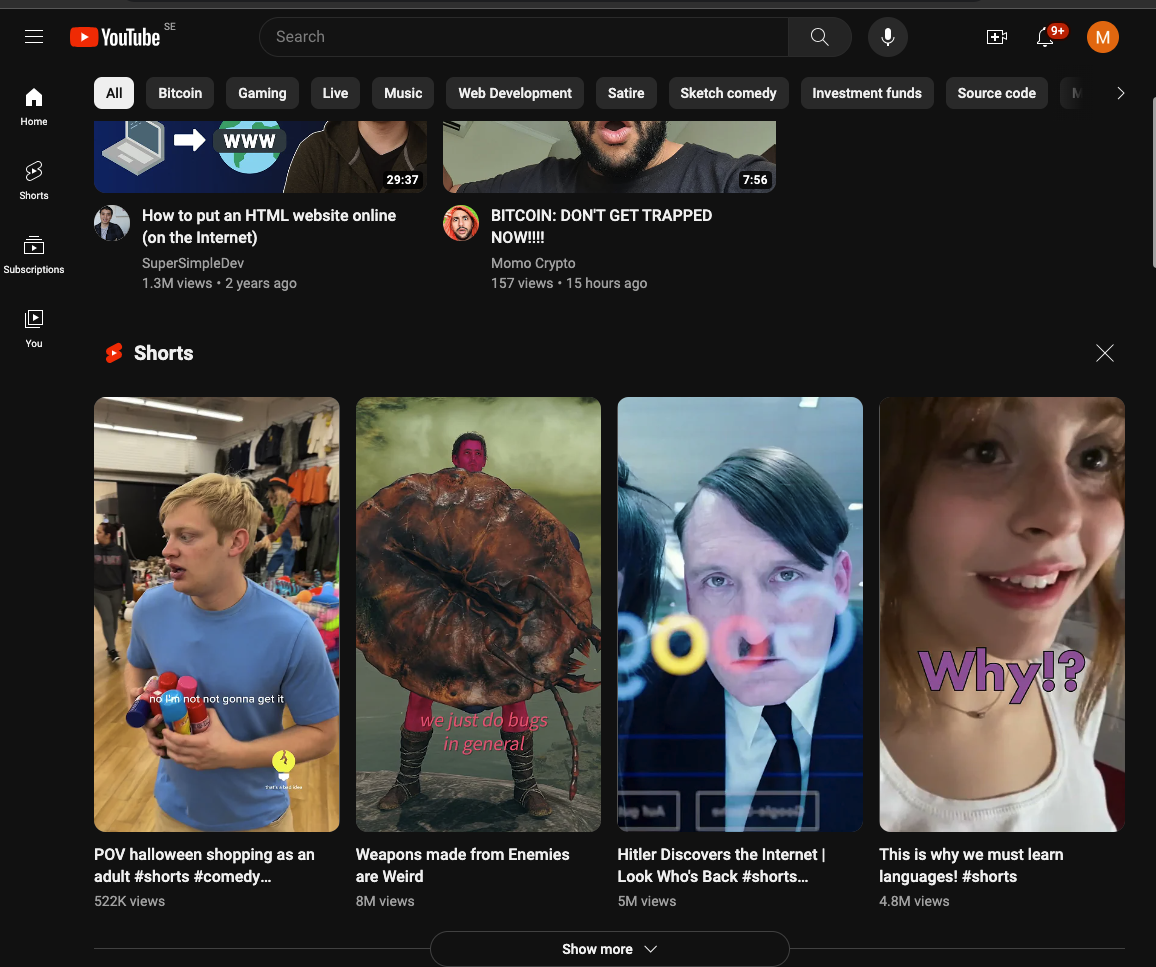 YouTube SE
Search
9+
M
All Bitcoin Gaming Live Music Web Development Satire Sketch comedy Investment funds Source code
Home
Shorts
Subscriptions
You
WWW
29:37
7:56
How to put an HTML website online
(on the Internet)
SuperSimpleDev
1.3M views • 2 years ago
BITCOIN: DON'T GET TRAPPED
NOW!!!!
Momo Crypto
157 views • 15 hours ago
Shorts
no I'm not not gonna get it
that's a bad idea
we just do bugs
in general
Why!?
POV halloween shopping as an
adult #shorts #comedy…
522K views
Weapons made from Enemies
are Weird
8M views
Hitler Discovers the Internet |
Look Who's Back #shorts…
5M views
This is why we must learn
languages! #shorts
4.8M views
Show more